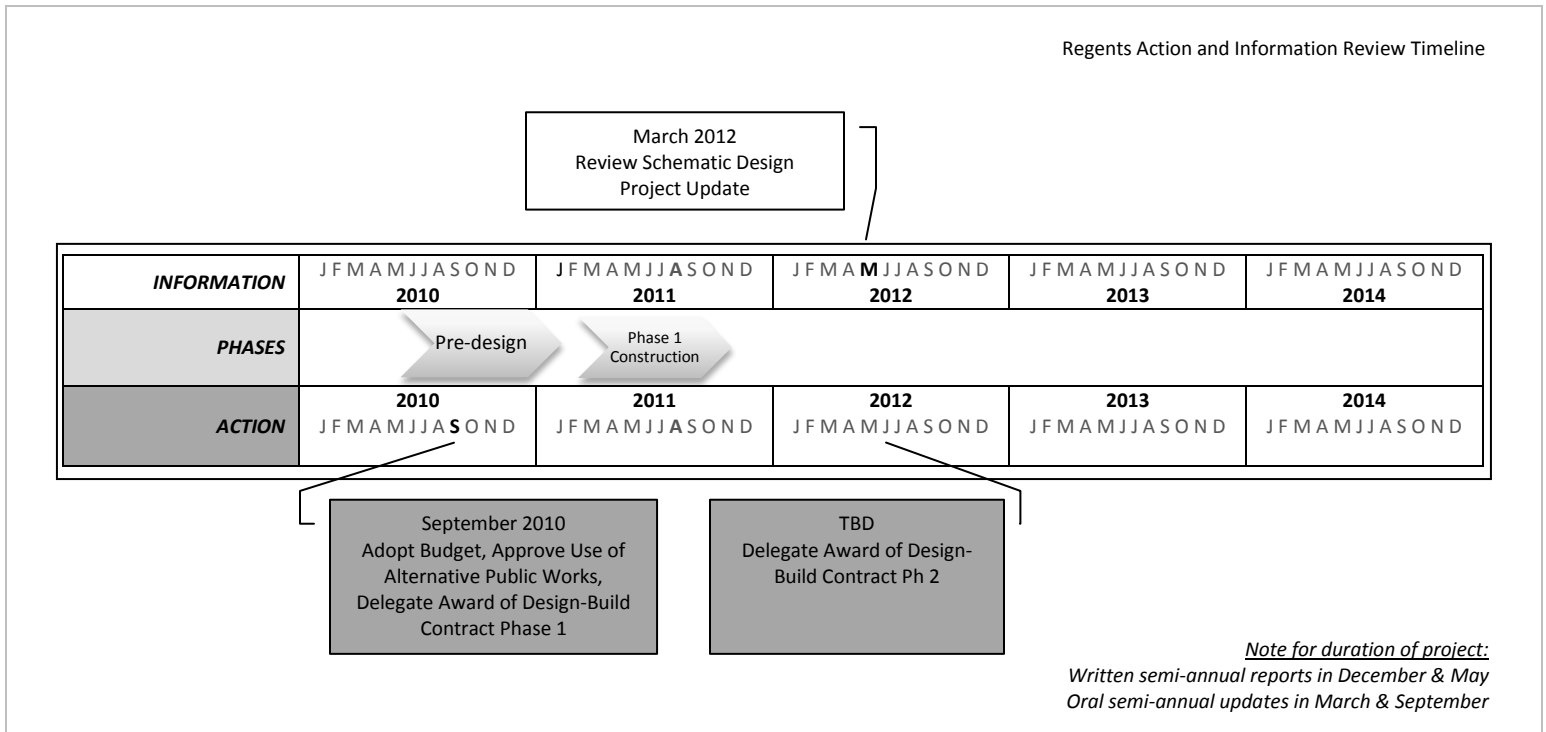 Regents Action and Information Review Timeline
March 2012
Review Schematic Design
Project Update
INFORMATION
J F M A M J J A S O N D
2010
J F M A M J J A S O N D
2011
J F M A M J J A S O N D
2012
J F M A M J J A S O N D
2013
J F M A M J J A S O N D
2014
PHASES
Pre-design
Phase 1
Construction
ACTION
2010
J F M A M J J A S O N D
2011
J F M A M J J A S O N D
2012
J F M A M J J A S O N D
2013
J F M A M J J A S O N D
2014
J F M A M J J A S O N D
September 2010
Adopt Budget, Approve Use of
Alternative Public Works,
Delegate Award of Design-Build
Contract Phase 1
TBD
Delegate Award of Design-
Build Contract Ph 2
Note for duration of project:
Written semi-annual reports in December & May
Oral semi-annual updates in March & September